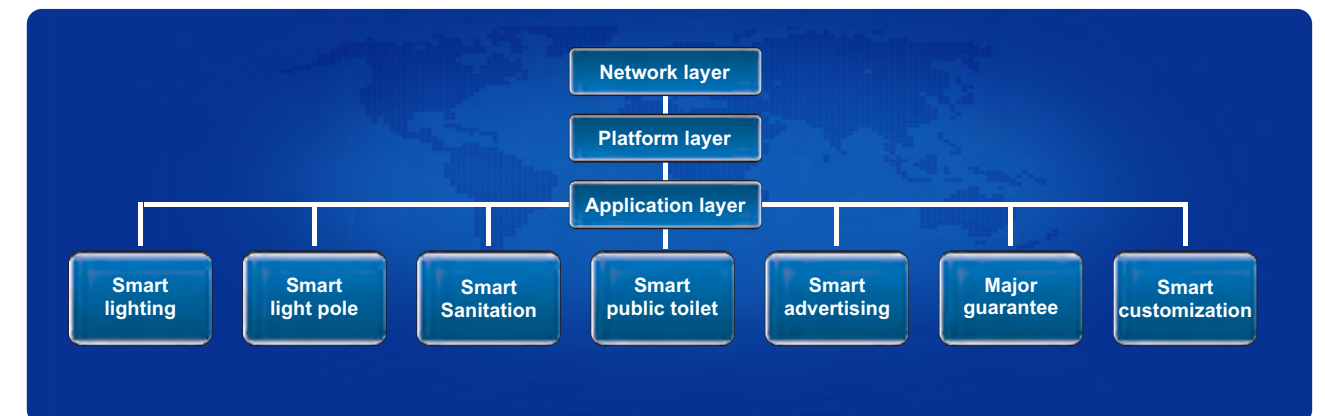 Network layer
Platform layer
Application layer
Smart
lighting
Smart
light pole
Smart
Sanitation
Smart
public toilet
Smart
advertising
Major
guarantee
Smart
customization